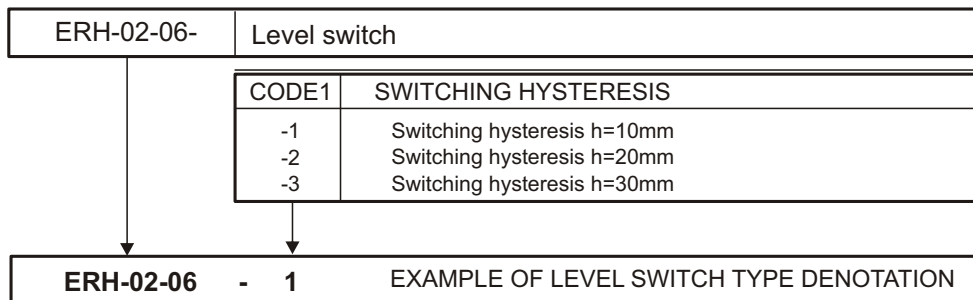 ERH-02-06- Level switch
CODE1 SWITCHING HYSTERESIS
-1 Switching hysteresis h=10mm
-2 Switching hysteresis h=20mm
-3 Switching hysteresis h=30mm
ERH-02-06 - 1 EXAMPLE OF LEVEL SWITCH TYPE DENOTATION